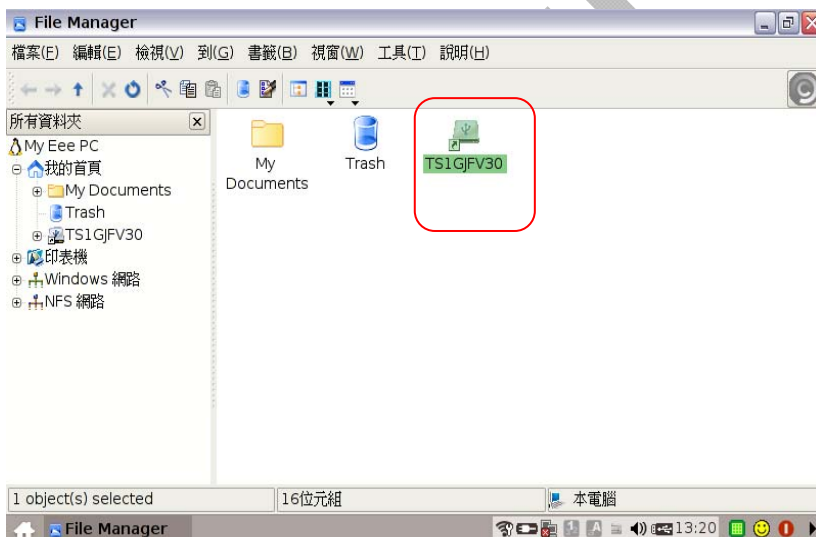 File Manager
檔案(F) 編輯(E) 檢視(V) 到(G) 書籤(B) 視窗(W) 工具(T) 說明(H)
所有資料夾
My Eee PC
我的首頁
My Documents
Trash
TS1GJFV30
印表機
Windows 網路
NFS 網路
My Documents
Trash
TS1GJFV30
1 object(s) selected
16位元組
本電腦
File Manager
13:20